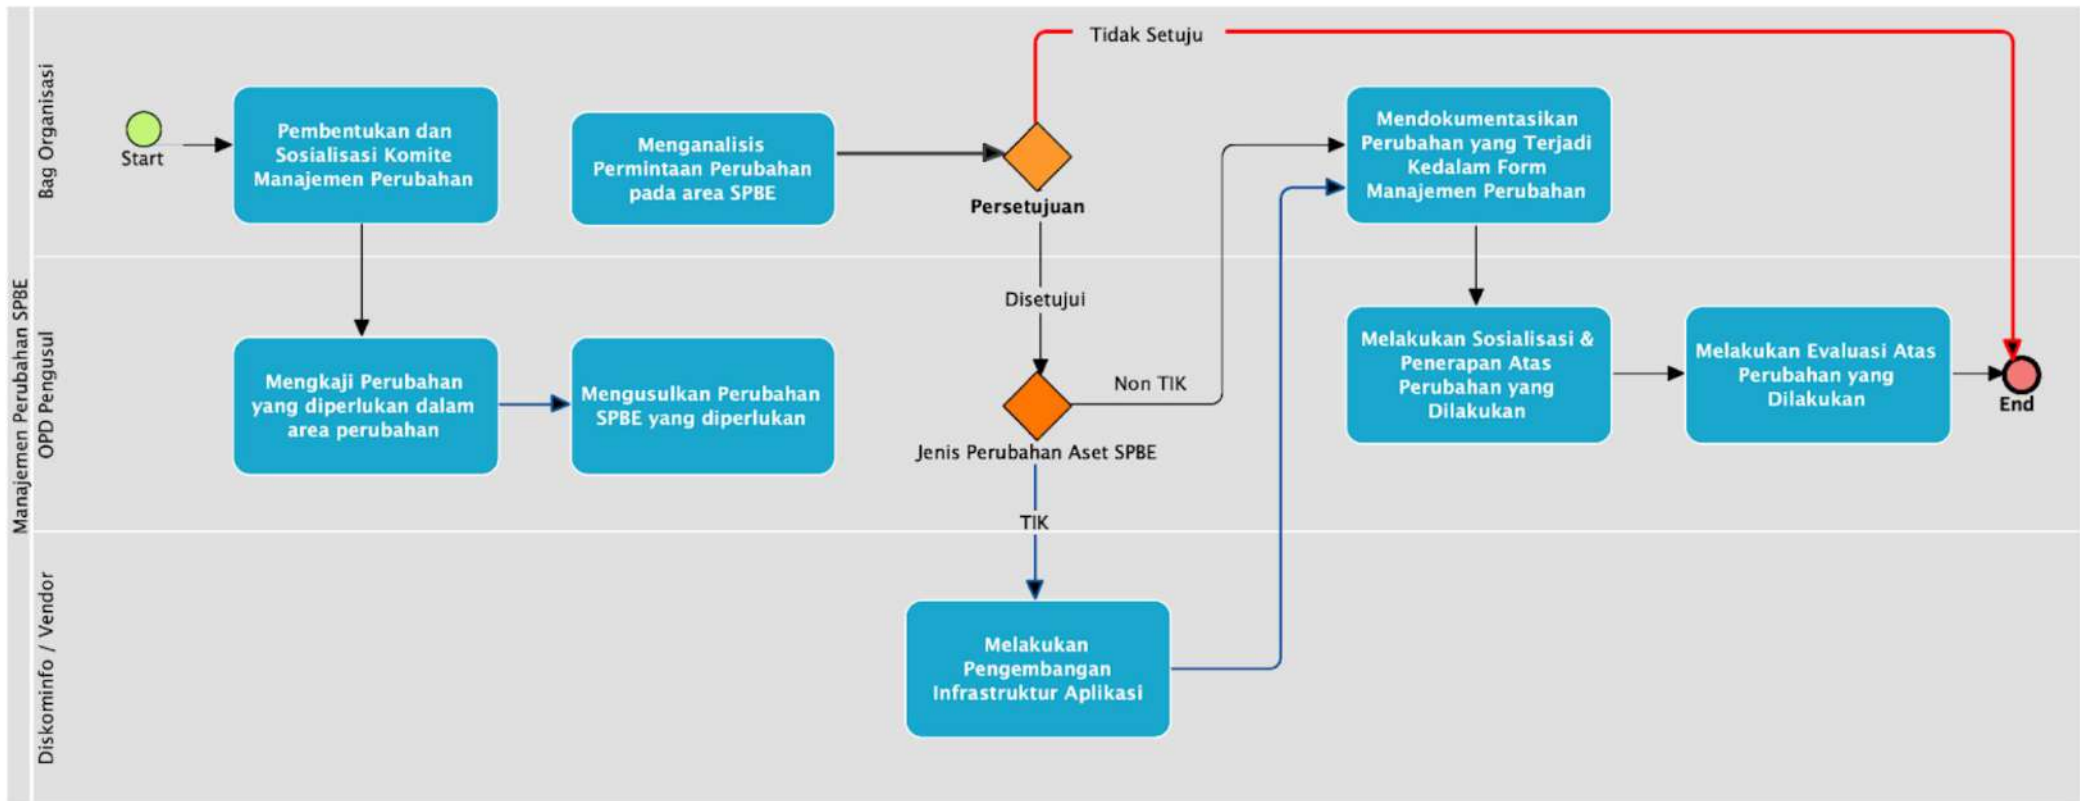 Manajemen Perubahan SPBE
Bag Organisasi
Start
Pembentukan dan
Sosialisasi Komite
Manajemen Perubahan
Menganalisis
Permintaan Perubahan
pada area SPBE
Persetujuan
Tidak Setuju
Mendokumentasikan
Perubahan yang Terjadi
Kedalam Form
Manajemen Perubahan
OPD Pengusul
Mengkaji Perubahan
yang diperlukan dalam
area perubahan
Mengusulkan Perubahan
SPBE yang diperlukan
Disetujui
Non TIK
Jenis Perubahan Aset SPBE
TIK
Melakukan Sosialisasi &
Penerapan Atas
Perubahan yang
Dilakukan
Melakukan Evaluasi Atas
Perubahan yang
Dilakukan
End
Diskominfo / Vendor
Melakukan
Pengembangan
Infrastruktur Aplikasi